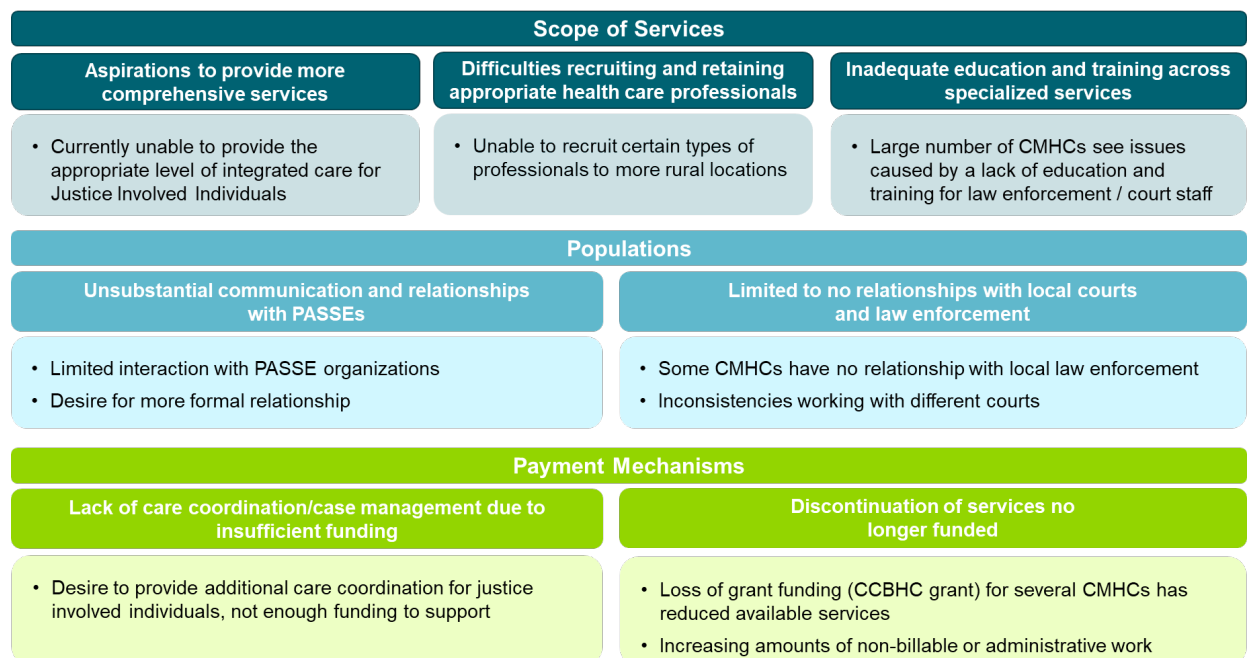 Scope of Services
Aspirations to provide more
comprehensive services
• Currently unable to provide the
appropriate level of integrated care for
Justice Involved Individuals
Difficulties recruiting and retaining
appropriate health care professionals
• Unable to recruit certain types of
professionals to more rural locations
Inadequate education and training across
specialized services
• Large number of CMHCs see issues
caused by a lack of education and
training for law enforcement / court staff
Populations
Unsubstantial communication and relationships
with PASSEs
• Limited interaction with PASSE organizations
• Desire for more formal relationship
Limited to no relationships with local courts
and law enforcement
• Some CMHCs have no relationship with local law enforcement
• Inconsistencies working with different courts
Payment Mechanisms
Lack of care coordination/case management due to
insufficient funding
• Desire to provide additional care coordination for justice
involved individuals, not enough funding to support
Discontinuation of services no
longer funded
• Loss of grant funding (CCBHC grant) for several CMHCs has
reduced available services
• Increasing amounts of non-billable or administrative work